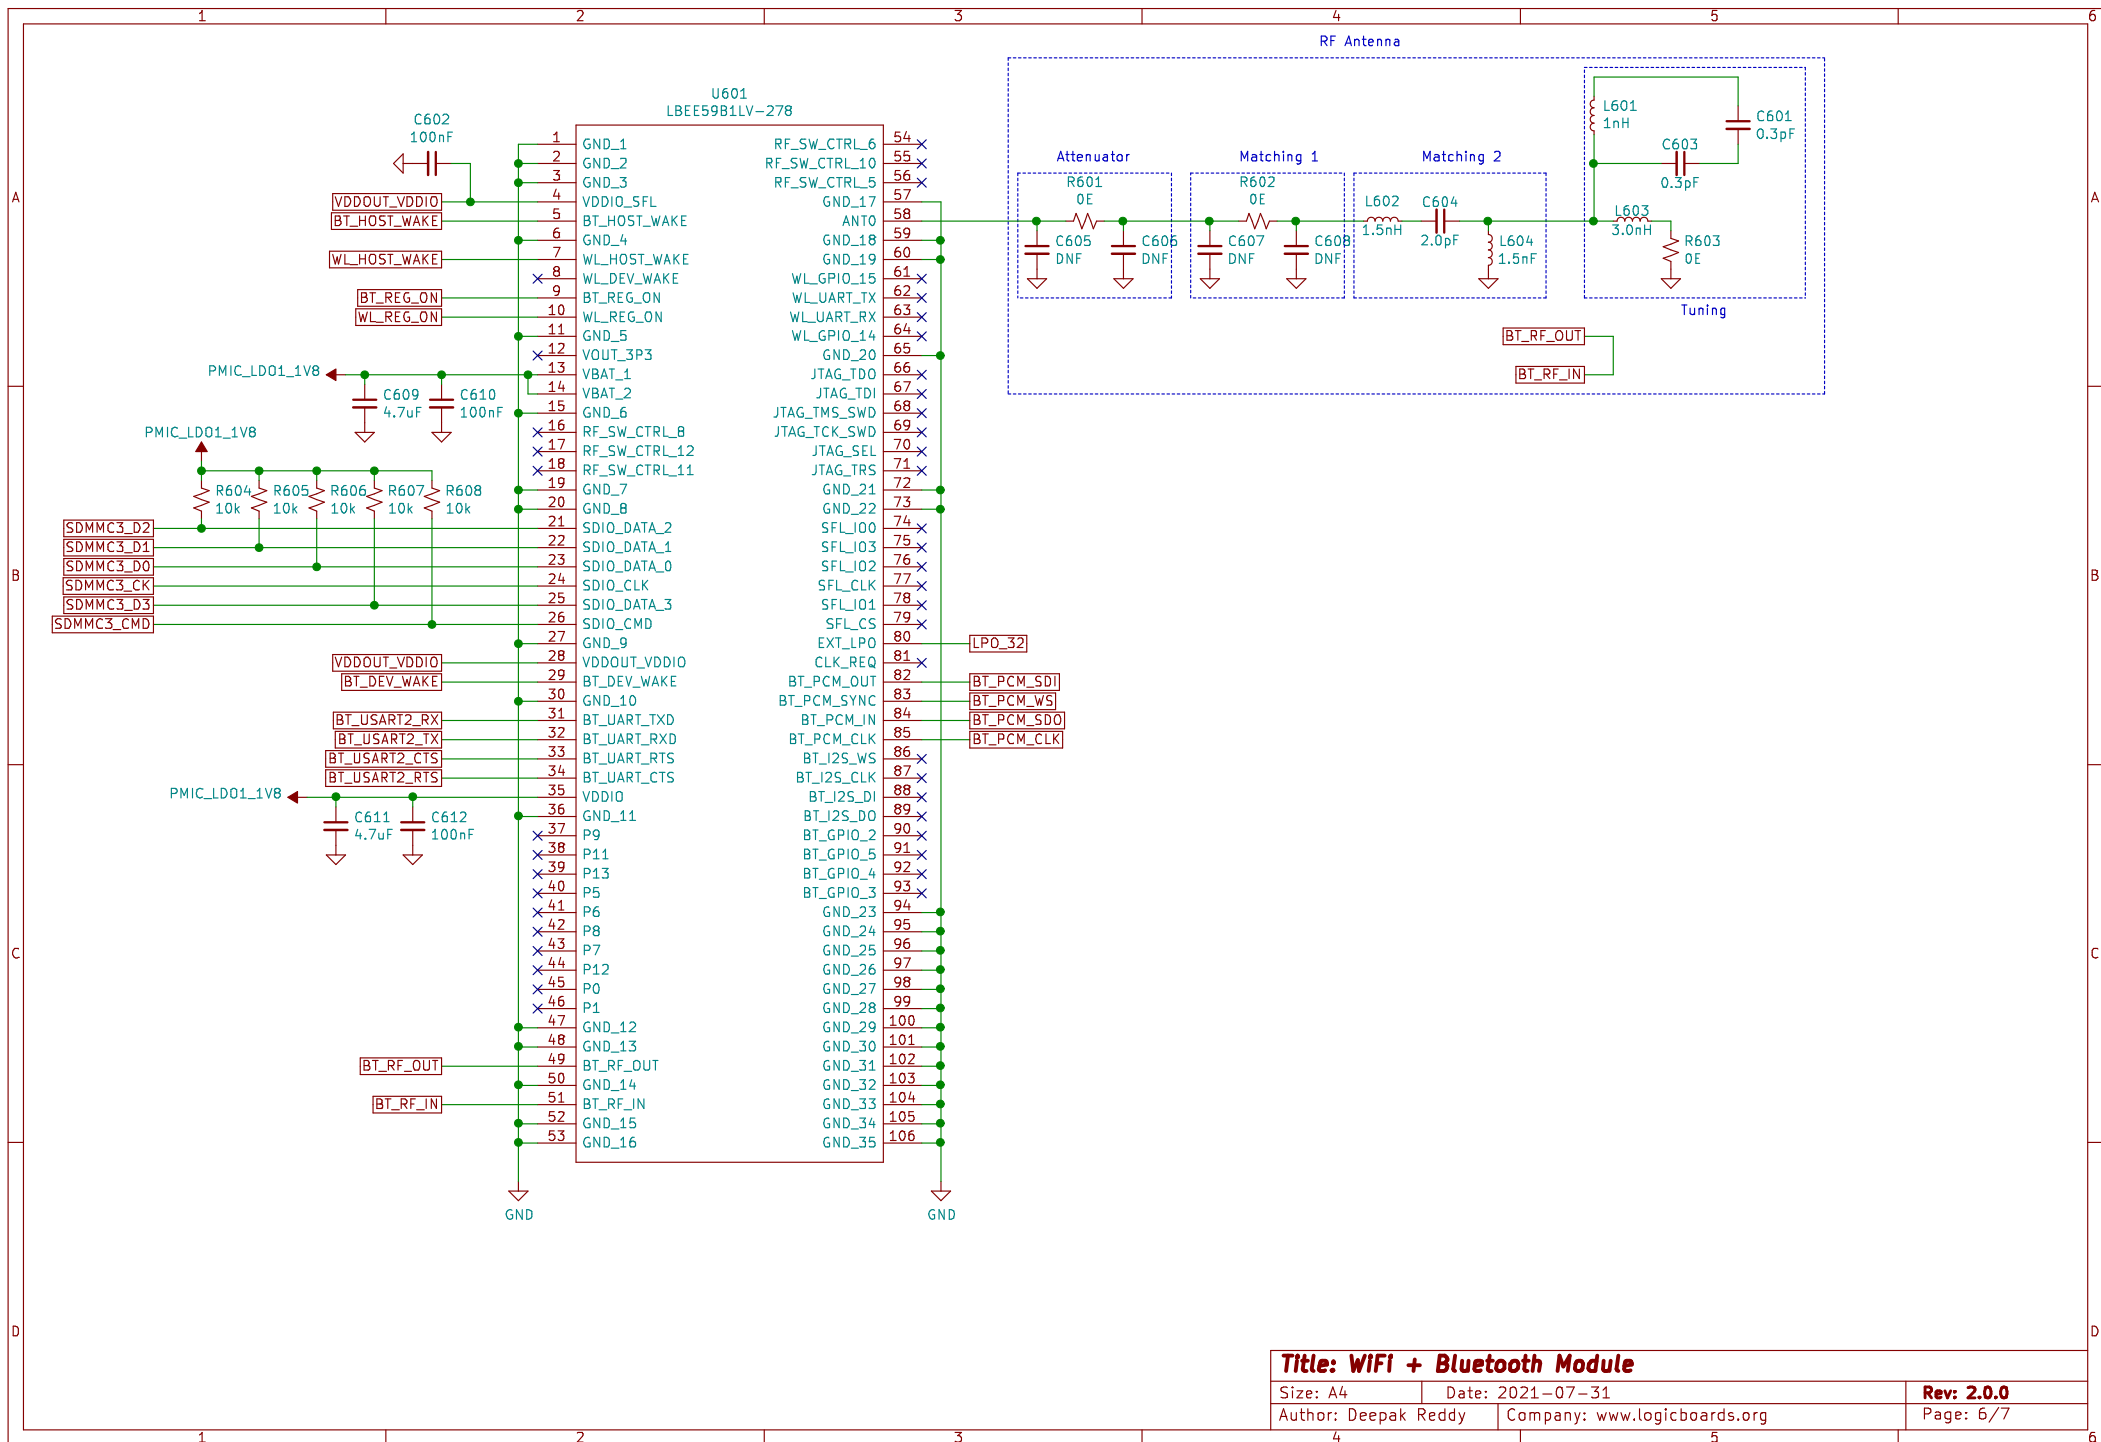 1 2 3 4 5 6
A
B
C
D
RF Antenna
U601
LBEE59B1LV-278
C602
100nF
VDDOUT_VDDIO
BT_HOST_WAKE
WL_HOST_WAKE
BT_REG_ON
WL_REG_ON
PMIC_LDO1_1V8
C609
4.7uF
C610
100nF
PMIC_LDO1_1V8
R604
10k
R605
10k
R606
10k
R607
10k
R608
10k
SDMMC3_D2
SDMMC3_D1
SDMMC3_D0
SDMMC3_CK
SDMMC3_D3
SDMMC3_CMD
VDDOUT_VDDIO
BT_DEV_WAKE
BT_USART2_RX
BT_USART2_TX
BT_USART2_CTS
BT_USART2_RTS
PMIC_LDO1_1V8
C611
4.7uF
C612
100nF
BT_RF_OUT
BT_RF_IN
GND
1 GND_1
2 GND_2
3 GND_3
4 VDDIO_SFL
5 BT_HOST_WAKE
6 GND_4
7 WL_HOST_WAKE
8 WL_DEV_WAKE
9 BT_REG_ON
10 WL_REG_ON
11 GND_5
12 VOUT_3P3
13 VBAT_1
14 VBAT_2
15 GND_6
16 RF_SW_CTRL_8
17 RF_SW_CTRL_12
18 RF_SW_CTRL_11
19 GND_7
20 GND_8
21 SDIO_DATA_2
22 SDIO_DATA_1
23 SDIO_DATA_0
24 SDIO_CLK
25 SDIO_DATA_3
26 SDIO_CMD
27 GND_9
28 VDDOUT_VDDIO
29 BT_DEV_WAKE
30 GND_10
31 BT_UART_TXD
32 BT_UART_RXD
33 BT_UART_RTS
34 BT_UART_CTS
35 VDDIO
36 GND_11
37 P9
38 P11
39 P13
40 P5
41 P6
42 P8
43 P7
44 P12
45 P0
46 P1
47 GND_12
48 GND_13
49 BT_RF_OUT
50 GND_14
51 BT_RF_IN
52 GND_15
53 GND_16
RF_SW_CTRL_6 54
RF_SW_CTRL_10 55
RF_SW_CTRL_5 56
GND_17 57
ANT0 58
GND_18 59
GND_19 60
WL_GPIO_15 61
WL_UART_TX 62
WL_UART_RX 63
WL_GPIO_14 64
GND_20 65
JTAG_TDO 66
JTAG_TDI 67
JTAG_TMS_SWD 68
JTAG_TCK_SWD 69
JTAG_SEL 70
JTAG_TRS 71
GND_21 72
GND_22 73
SFL_IO0 74
SFL_IO3 75
SFL_IO2 76
SFL_CLK 77
SFL_IO1 78
SFL_CS 79
EXT_LPO 80
CLK_REQ 81
BT_PCM_OUT 82
BT_PCM_SYNC 83
BT_PCM_IN 84
BT_PCM_CLK 85
BT_I2S_WS 86
BT_I2S_CLK 87
BT_I2S_DI 88
BT_I2S_DO 89
BT_GPIO_2 90
BT_GPIO_5 91
BT_GPIO_4 92
BT_GPIO_3 93
GND_23 94
GND_24 95
GND_25 96
GND_26 97
GND_27 98
GND_28 99
GND_29 100
GND_30 101
GND_31 102
GND_32 103
GND_33 104
GND_34 105
GND_35 106
GND
LPO_32
BT_PCM_SDI
BT_PCM_WS
BT_PCM_SDO
BT_PCM_CLK
Attenuator
R601
0E
C605
DNF
C606
DNF
Matching 1
R602
0E
C607
DNF
C608
DNF
Matching 2
L602
1.5nH
C604
2.0pF
L604
1.5nF
L601
1nH
C601
0.3pF
C603
0.3pF
L603
3.0nH
R603
0E
Tuning
BT_RF_OUT
BT_RF_IN
A
B
C
D
Title: WiFi + Bluetooth Module
Size: A4 Date: 2021-07-31 Rev: 2.0.0
Author: Deepak Reddy Company: www.logicboards.org Page: 6/7
1 2 3 4 5 6